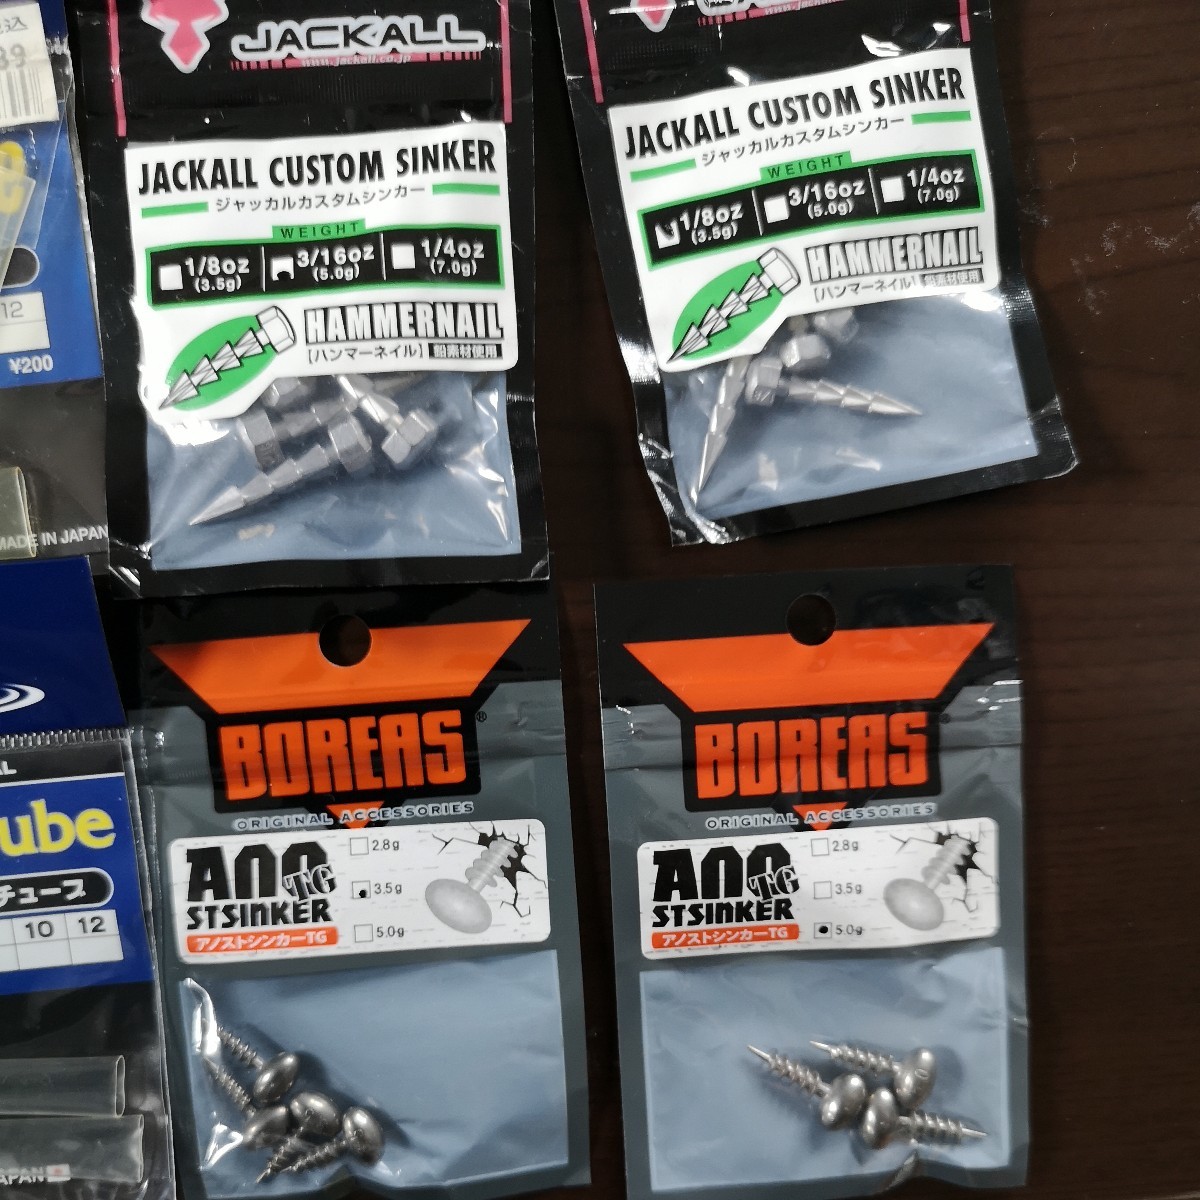 税込
JACKALL
www.jackall.co.jp
JACKALL CUSTOM SINKER
ジャッカルカスタムシンカー
WEIGHT
1/8oz
(3.5g)
3/16oz
(5.0g)
1/4oz
(7.0g)
HAMMERNAIL
[ハンマーネイル] 鉛素材使用
JACKALL CUSTOM SINKER
ジャッカルカスタムシンカー
WEIGHT
1/8oz
(3.5g)
3/16oz
(5.0g)
1/4oz
(7.0g)
HAMMERNAIL
[ハンマーネイル] 鉛素材使用
12
¥200
MADE IN JAPAN
ube
チューブ
10 12
BOREAS®
ORIGINAL ACCESSORIES
ANO TG
STSINKER
アノストシンカーTG
2.8g
3.5g
5.0g
BOREAS
ORIGINAL ACCESSORIES
ANO TG
STSINKER
アノストシンカーTG
2.8g
3.5g
5.0g